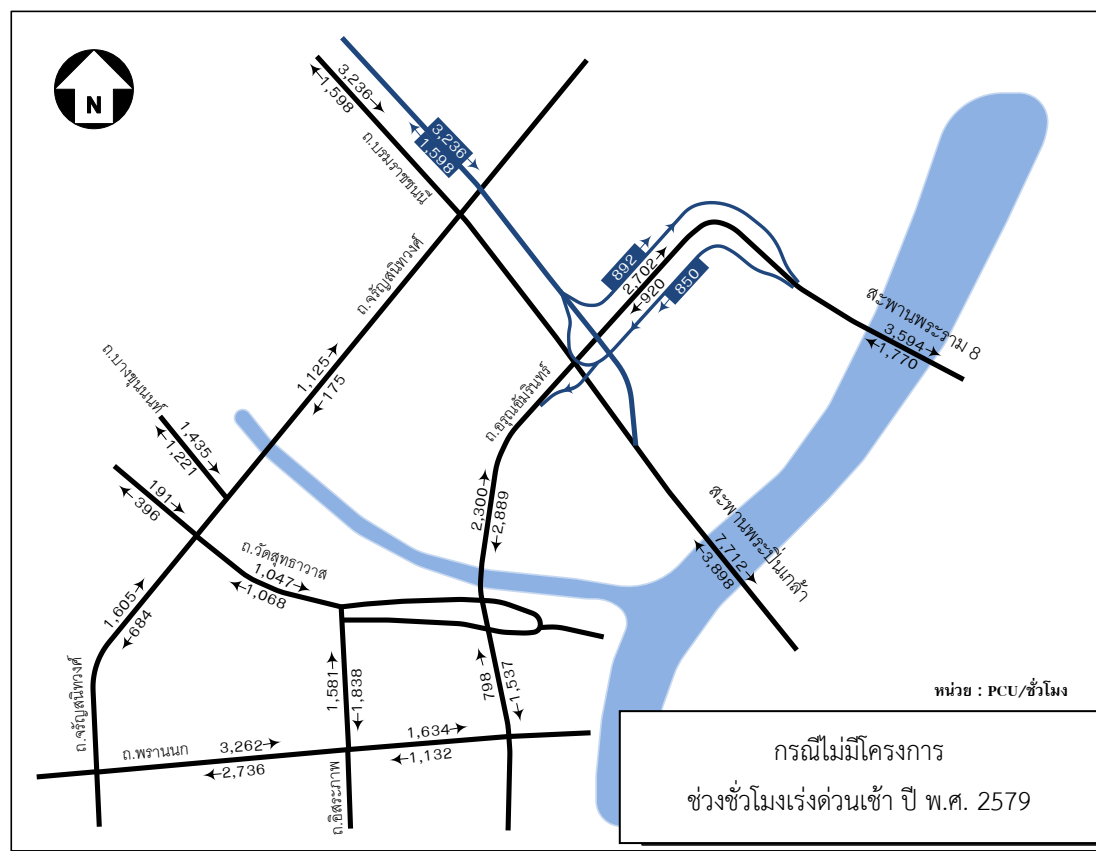 N
3,236
1,598
ถ.บรมราชชนนี
3,236
1,598
ถ.จรัญสนิทวงศ์
892
2,702
920
850
สะพานพระราม 8
3,594
1,770
1,125
175
ถ.บางขุนนนท์
1,435
1,221
ถ.อรุณอัมรินทร์
191
396
2,300
2,889
สะพานพระปิ่นเกล้า
7,712
3,898
ถ.วัดสุทธาวาส
1,047
1,068
1,605
684
ถ.จรัญสนิทวงศ์
1,581
1,838
798
1,537
ถ.พรานนก
3,262
2,736
1,634
1,132
ถ.อิสระภาพ
หน่วย : PCU/ชั่วโมง
กรณีไม่มีโครงการ
ช่วงชั่วโมงเร่งด่วนเช้า ปี พ.ศ. 2579